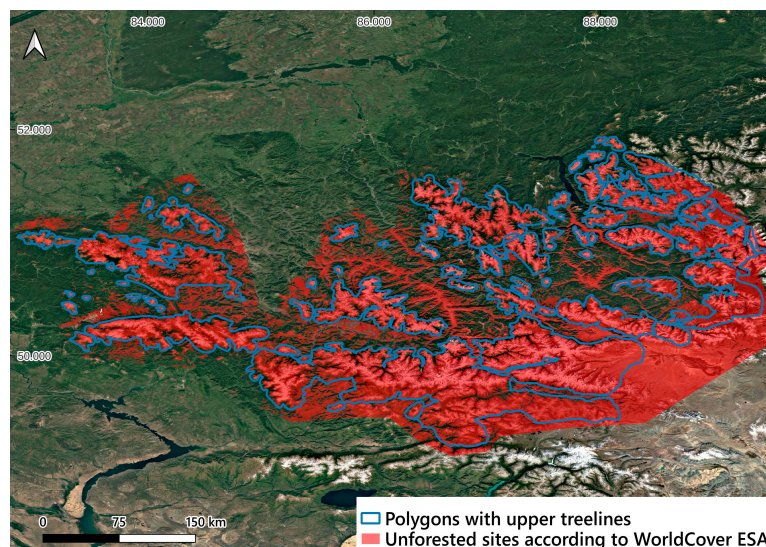 84.000 86.000 88.000
52.000
50.000
0 75 150 km
Polygons with upper treelines
Unforested sites according to WorldCover ESA